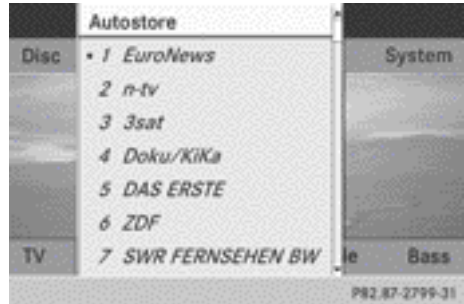 Autostore
Disc
• 1 EuroNews
System
2 n-tv
3 3sat
4 Doku/KiKa
5 DAS ERSTE
6 ZDF
TV
7 SWR FERNSEHEN BW
le
Bass
P82.87-2799-31